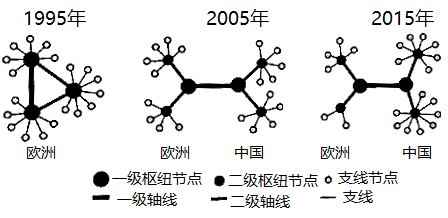 1995年 2005年 2015年
欧洲 欧洲 中国 欧洲 中国
一级枢纽节点 二级枢纽节点 支线节点
一级轴线 二级轴线 支线